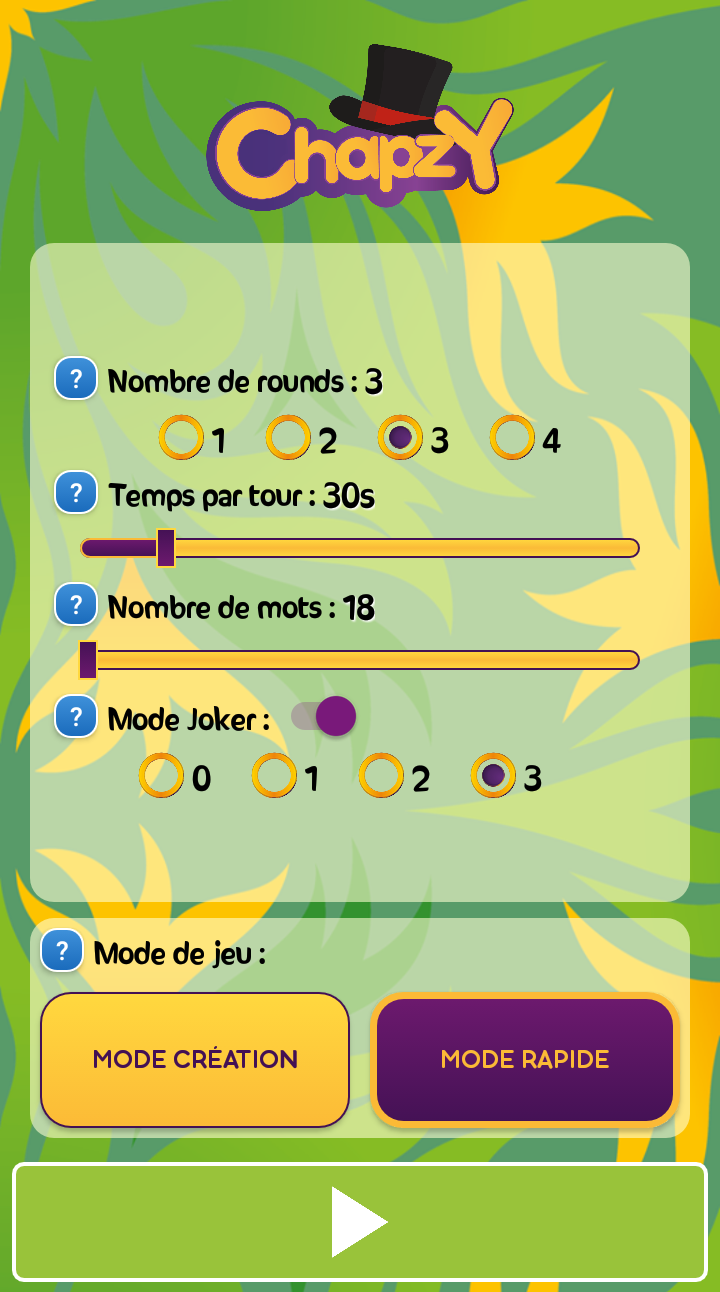 Chapzy
? Nombre de rounds : 3
1 2 3 4
? Temps par tour : 30s
? Nombre de mots : 18
? Mode Joker :
0 1 2 3
? Mode de jeu :
MODE CRÉATION MODE RAPIDE